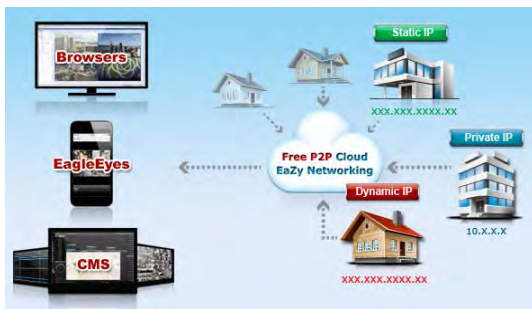 Browsers
Static IP
XXX.XXX.XXXX.XX
EagleEyes
Free P2P Cloud
EaZy Networking
Private IP
10.X.X.X
Dynamic IP
XXX.XXX.XXXX.XX
CMS